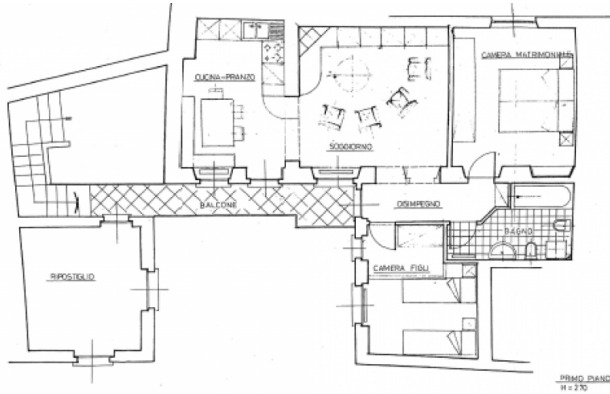 CAMERA MATRIMONIALE
CUCINA-PRANZO
SOGGIORNO
BALCONE
DISIMPEGNO
BAGNO
CAMERA FIGLI
RIPOSTIGLIO
PRIMO PIANO
H=270